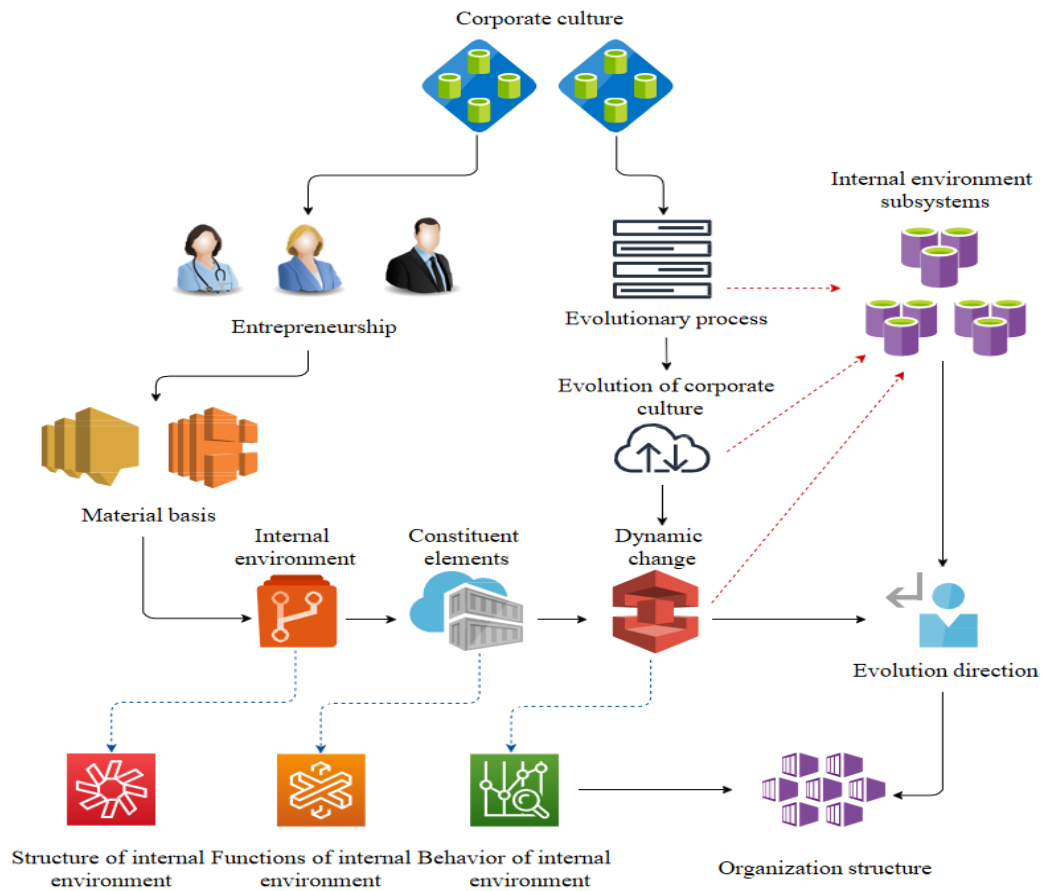 Corporate culture
Internal environment
subsystems
Entrepreneurship
Evolutionary process
Evolution of corporate
culture
Material basis
Internal
environment
Constituent
elements
Dynamic
change
Evolution direction
Structure of internal
environment
Functions of internal
environment
Behavior of internal
environment
Organization structure